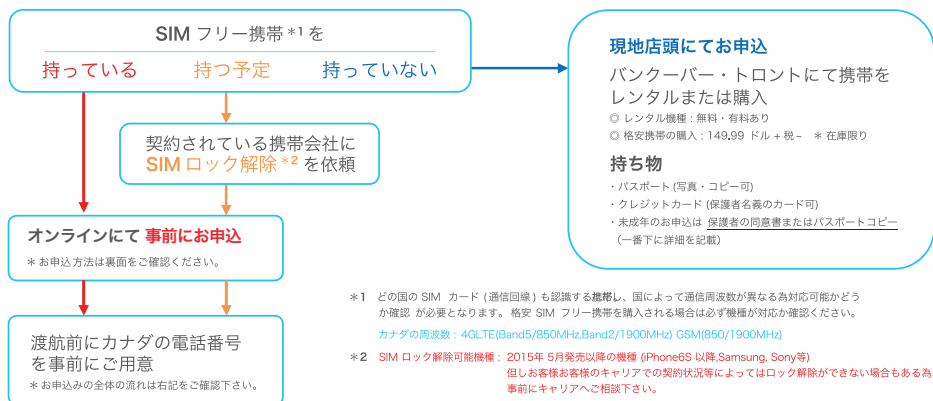 SIM フリー携帯 *1 を
持っている 持つ予定 持っていない
契約されている携帯会社に
SIM ロック解除 *2 を依頼
オンラインにて 事前にお申込
*お申込方法は裏面をご確認ください。
渡航前にカナダの電話番号
を事前にご用意
*お申込みの全体の流れは右記をご確認下さい。
現地店頭にてお申込
バンクーバー・トロントにて携帯を
レンタルまたは購入
◎ レンタル機種 : 無料・有料あり
◎ 格安携帯の購入 : 149.99 ドル + 税~ *在庫限り
持ち物
・パスポート (写真・コピー可)
・クレジットカード (保護者名義のカード可)
・未成年のお申込は 保護者の同意書またはパスポートコピー
(一番下に詳細を記載)
*1 どの国の SIM カード ( 通信回線 ) も認識する携帯。し、国によって通信周波数が異なる為対応可能かどう
か確認 が必要となります。 格安 SIM フリー携帯を購入される場合は必ず機種が対応か確認ください。
カナダの周波数 : 4GLTE(Band5/850MHz,Band2/1900MHz) GSM(850/1900MHz)
*2 SIM ロック解除可能機種 : 2015年 5月発売以降の機種 (iPhone6S 以降,Samsung, Sony等)
但しお客様お客様のキャリアでの契約状況等によってはロック解除ができない場合もある為
事前にキャリアへご相談下さい。